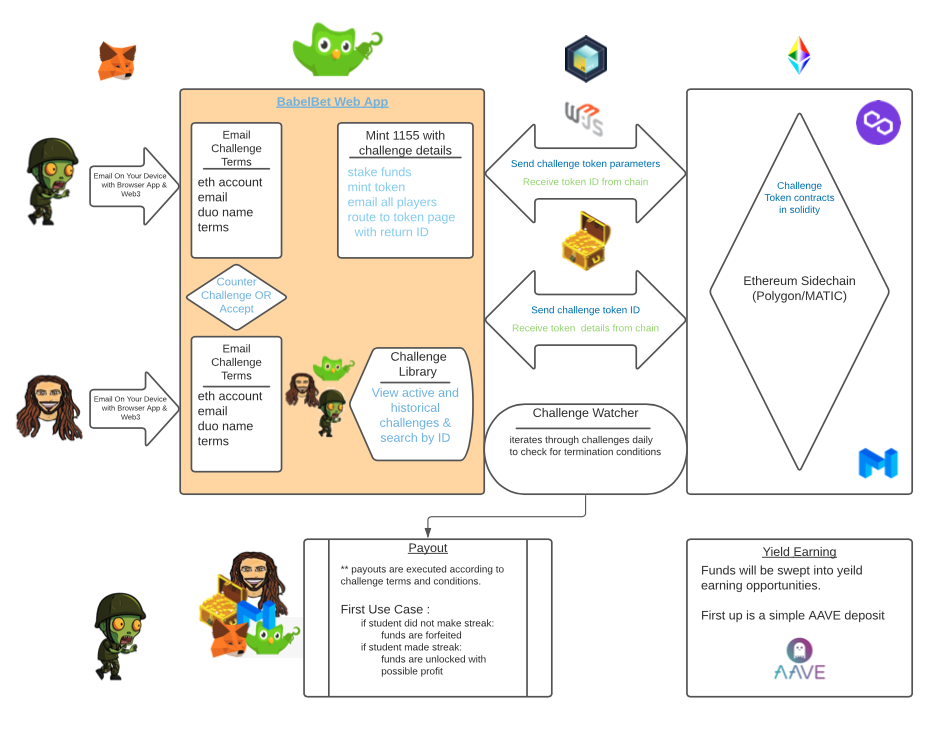 BabelBet Web App
Email On Your Device
with Browser App &
Web3
Email
Challenge
Terms
eth account
email
duo name
terms
Mint 1155 with
challenge details
stake funds
mint token
email all players
route to token page
with return ID
W3JS
Send challenge token parameters
Receive token ID from chain
Challenge
Token contracts
in solidity
Ethereum Sidechain
(Polygon/MATIC)
Counter
Challenge OR
Accept
Send challenge token ID
Receive token details from chain
Email On Your Device
with Browser App &
Web3
Email
Challenge
Terms
eth account
email
duo name
terms
Challenge
Library
View active and
historical
challenges &
search by ID
Challenge Watcher
iterates through challenges daily
to check for termination conditions
Payout
** payouts are executed according to
challenge terms and conditions.
First Use Case :
if student did not make streak:
funds are forfeited
if student made streak:
funds are unlocked with
possible profit
Yield Earning
Funds will be swept into yeild
earning opportunities.
First up is a simple AAVE deposit
AAVE